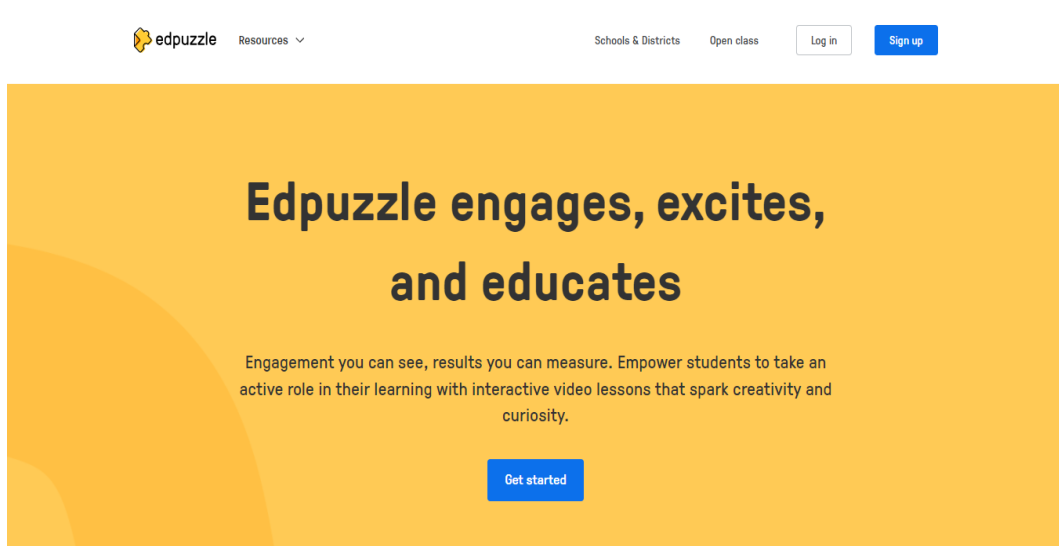 edpuzzle Resources Schools & Districts Open class Log in Sign up
Edpuzzle engages, excites,
and educates
Engagement you can see, results you can measure. Empower students to take an
active role in their learning with interactive video lessons that spark creativity and
curiosity.
Get started